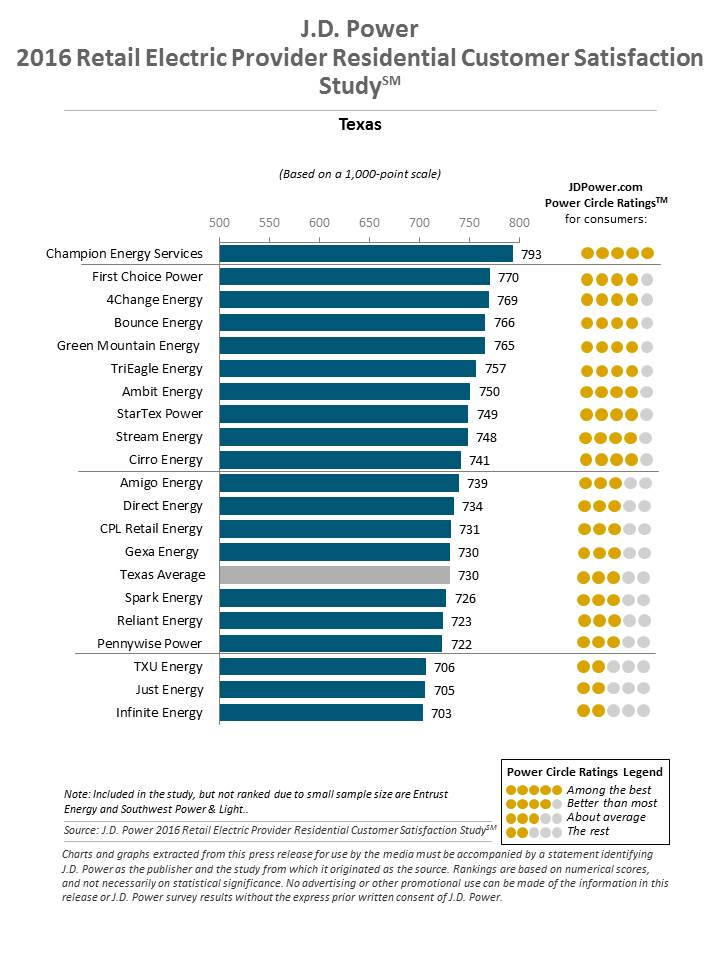 J.D. Power
2016 Retail Electric Provider Residential Customer Satisfaction
StudySM
Texas
(Based on a 1,000-point scale)
JDPower.com
Power Circle RatingsTM
for consumers:
500 550 600 650 700 750 800
Champion Energy Services 793
First Choice Power 770
4Change Energy 769
Bounce Energy 766
Green Mountain Energy 765
TriEagle Energy 757
Ambit Energy 750
StarTex Power 749
Stream Energy 748
Cirro Energy 741
Amigo Energy 739
Direct Energy 734
CPL Retail Energy 731
Gexa Energy 730
Texas Average 730
Spark Energy 726
Reliant Energy 723
Pennywise Power 722
TXU Energy 706
Just Energy 705
Infinite Energy 703
Power Circle Ratings Legend
Among the best
Better than most
About average
The rest
Note: Included in the study, but not ranked due to small sample size are Entrust
Energy and Southwest Power & Light..
Source: J.D. Power 2016 Retail Electric Provider Residential Customer Satisfaction StudySM
Charts and graphs extracted from this press release for use by the media must be accompanied by a statement identifying
J.D. Power as the publisher and the study from which it originated as the source. Rankings are based on numerical scores,
and not necessarily on statistical significance. No advertising or other promotional use can be made of the information in this
release or J.D. Power survey results without the express prior written consent of J.D. Power.